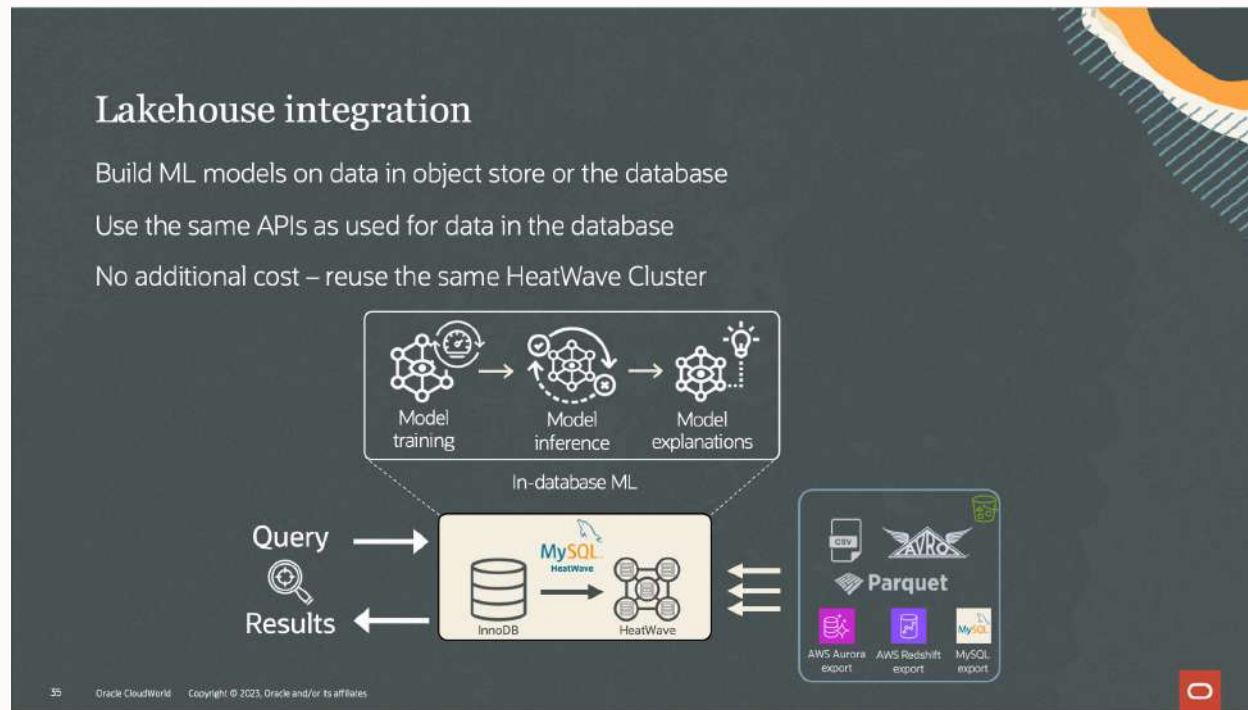 Lakehouse integration
Build ML models on data in object store or the database
Use the same APIs as used for data in the database
No additional cost – reuse the same HeatWave Cluster
Model
training
Model
inference
Model
explanations
In-database ML
Query
Results
MySQL
HeatWave
InnoDB
HeatWave
CSV
AVRO
Parquet
AWS Aurora
export
AWS Redshift
export
MySQL
MySQL
export
35
Oracle CloudWorld
Copyright © 2023, Oracle and/or its affiliates